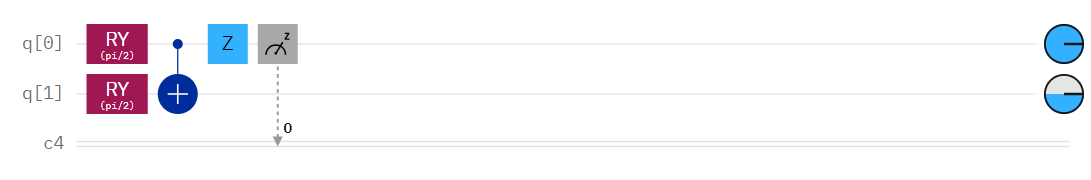 q[0] RY (pi/2) Z z
q[1] RY (pi/2)
0
c4